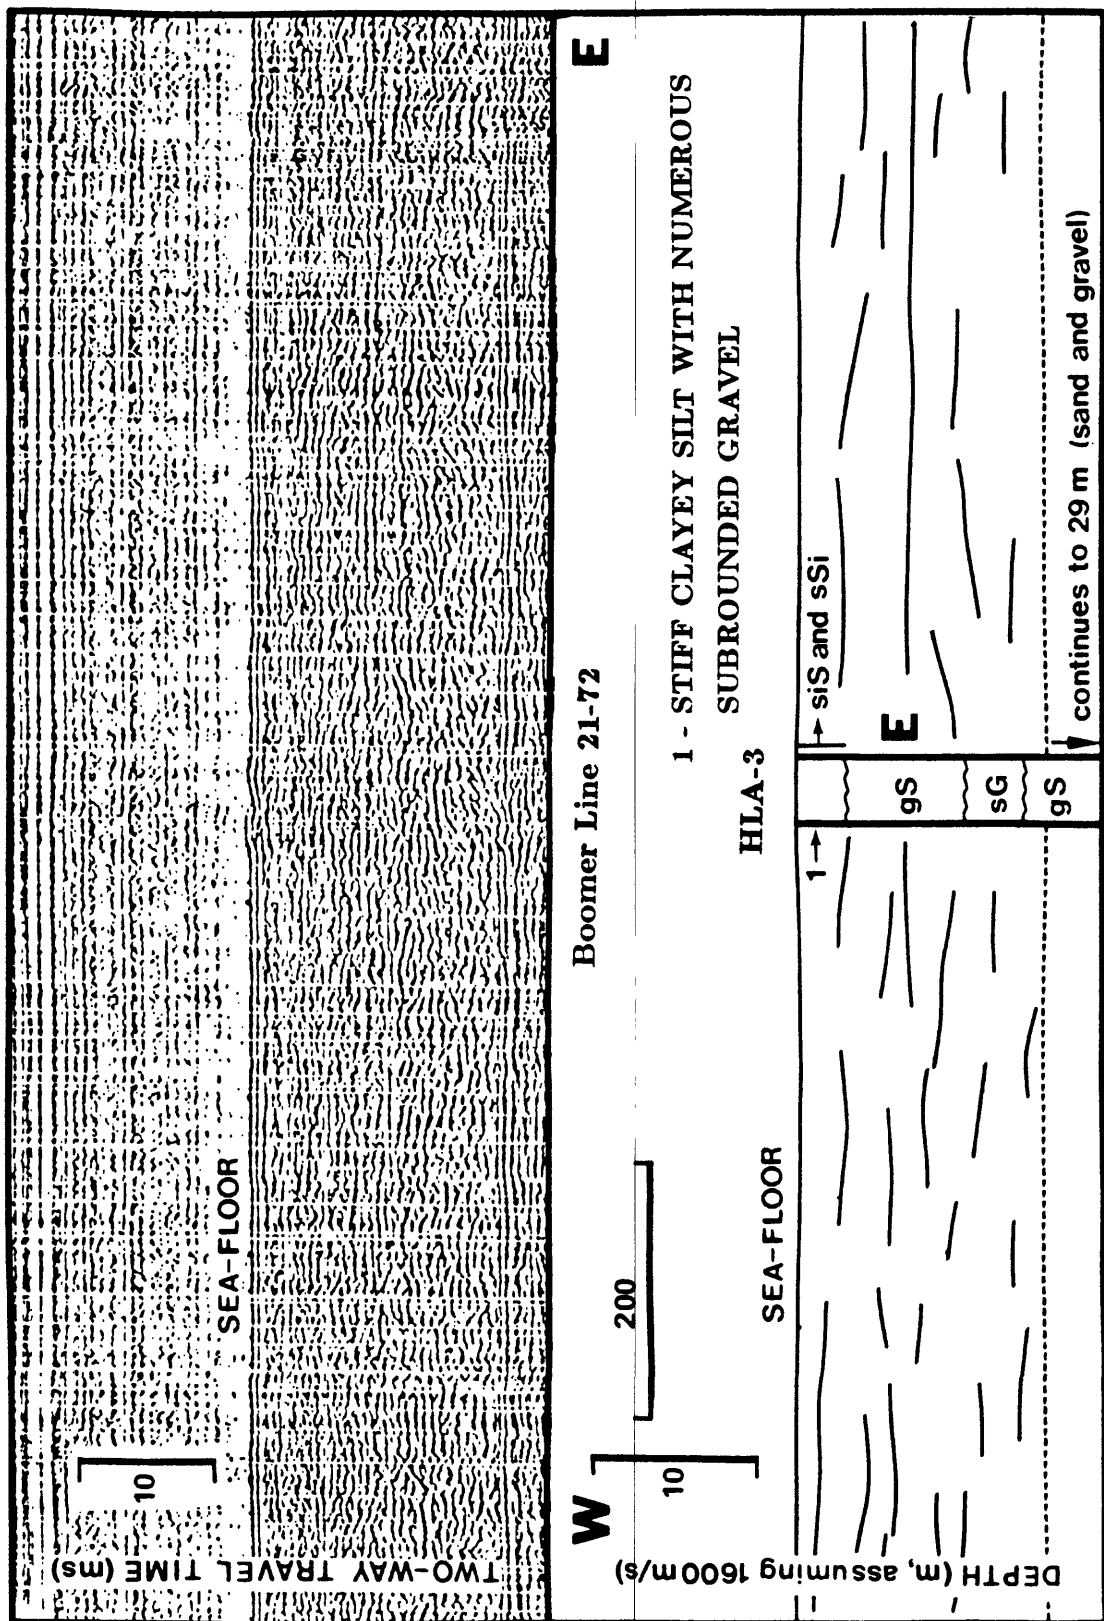 TWO-WAY TRAVEL TIME (ms)
10
SEA-FLOOR
W
E
Boomer Line 21-72
200
10
1 - STIFF CLAYEY SILT WITH NUMEROUS
SUBROUNDED GRAVEL
HLA-3
SEA-FLOOR
DEPTH (m, assuming 1600 m/s)
1
siS and sSi
gS
E
sG
gS
continues to 29 m (sand and gravel)